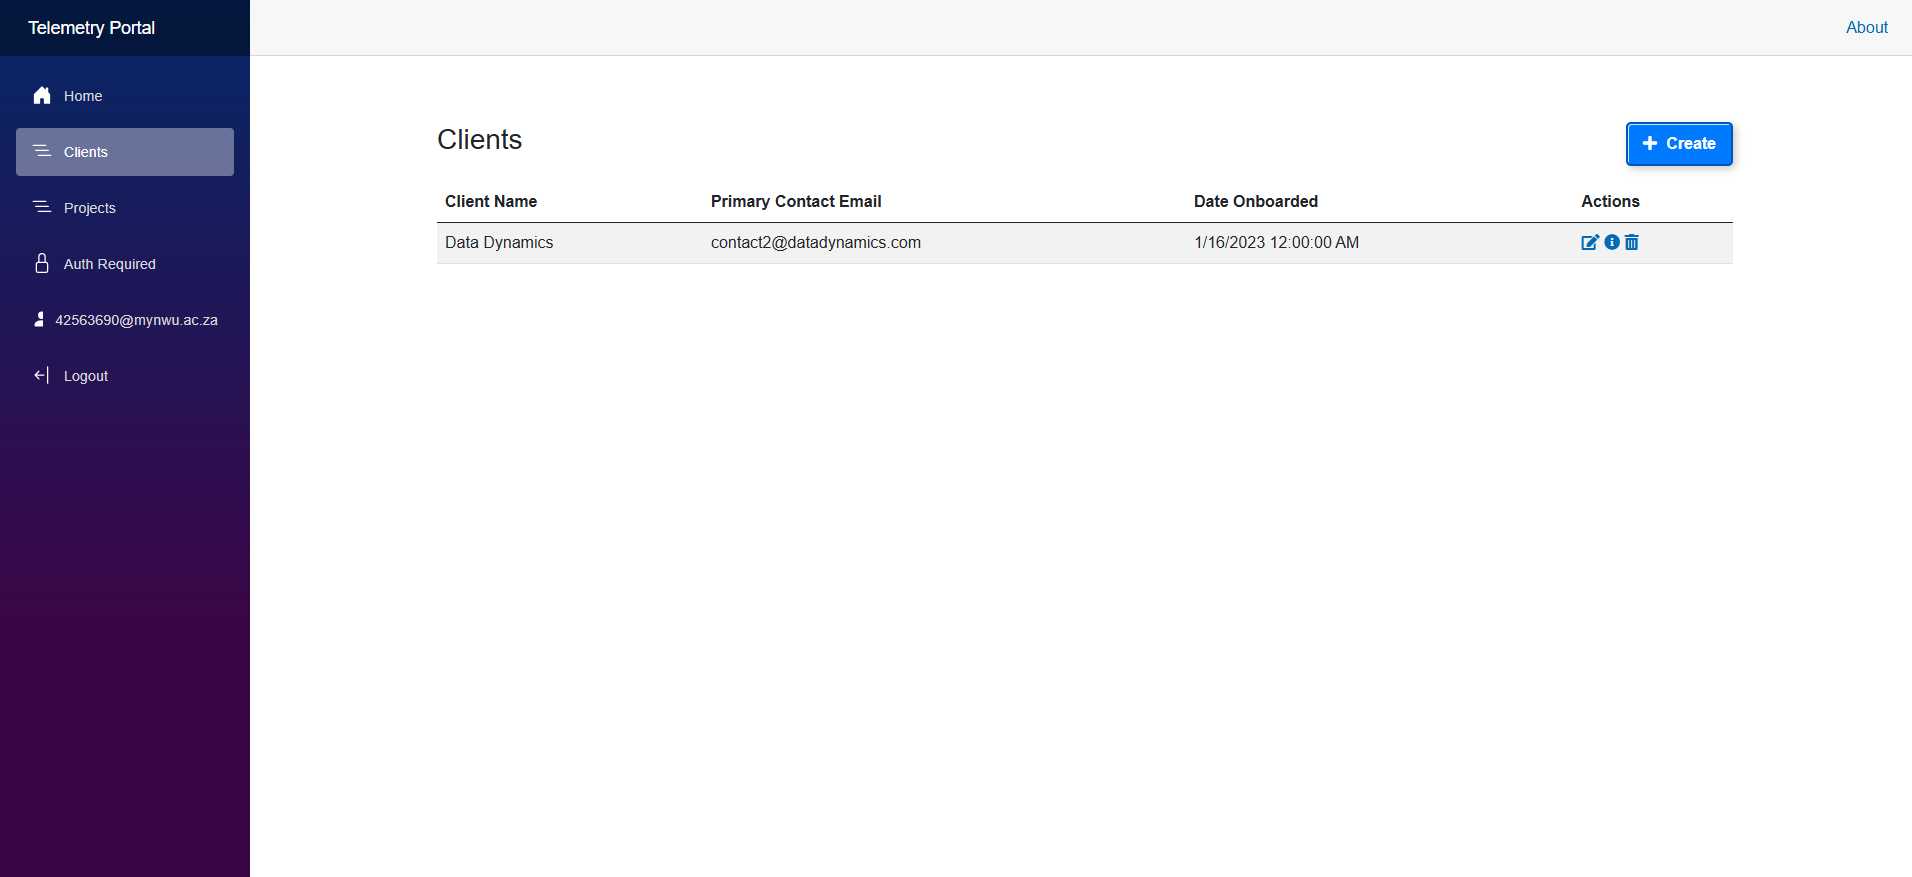 Telemetry Portal
About
Home
Clients
Projects
Auth Required
42563690@mynwu.ac.za
Logout
Clients
Create
Client Name Primary Contact Email Date Onboarded Actions
Data Dynamics contact2@datadynamics.com 1/16/2023 12:00:00 AM